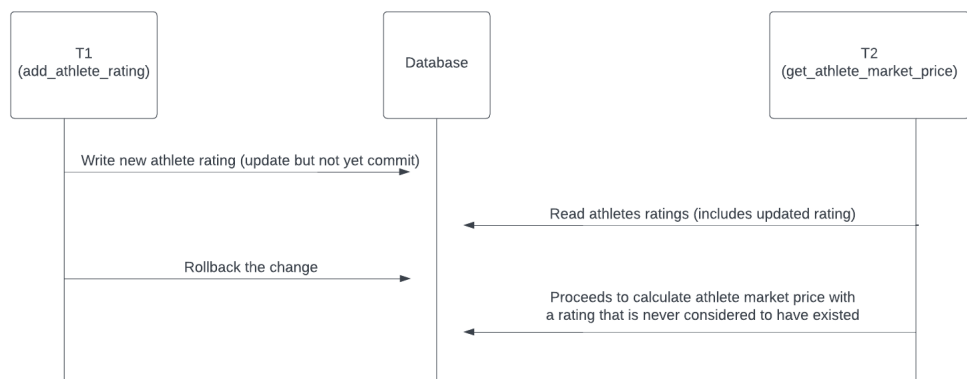 T1
(add_athlete_rating)
Database
T2
(get_athlete_market_price)
Write new athlete rating (update but not yet commit)
Read athletes ratings (includes updated rating)
Rollback the change
Proceeds to calculate athlete market price with
a rating that is never considered to have existed